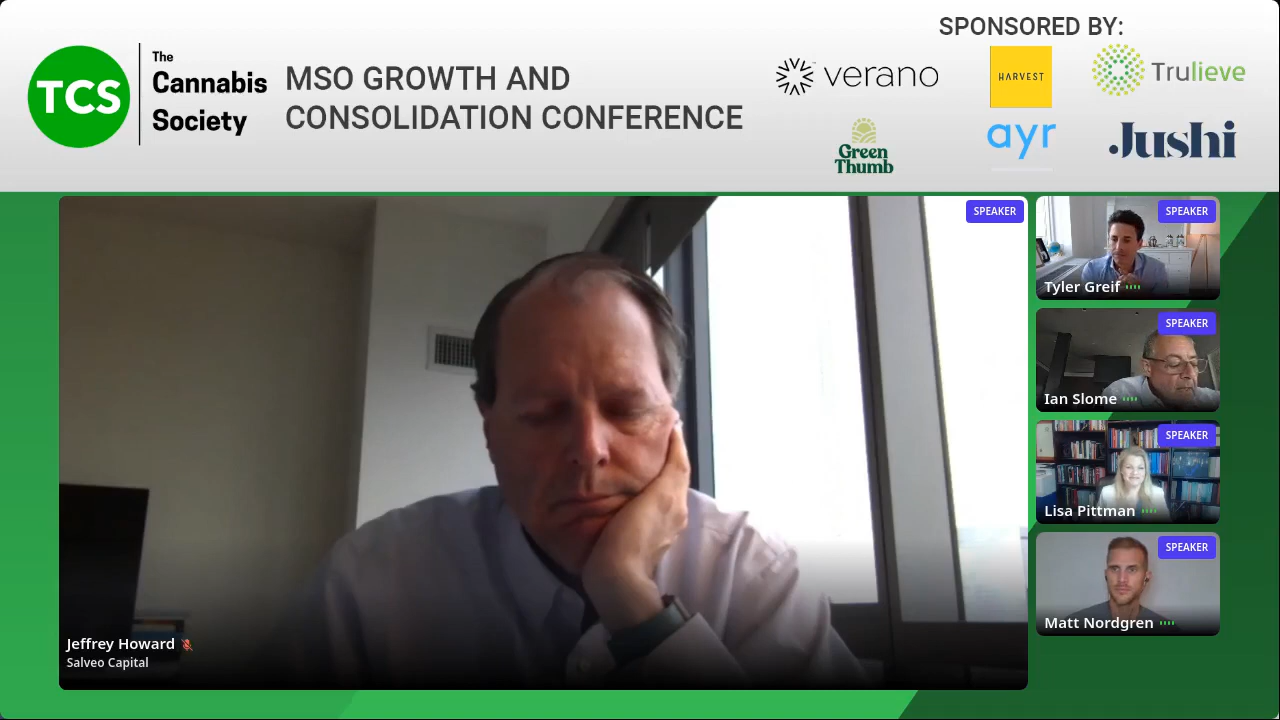 SPONSORED BY:
TCS
The
Cannabis
Society
MSO GROWTH AND
CONSOLIDATION CONFERENCE
verano
HARVEST
Trulieve
Green
Thumb
ayr
Jushi
SPEAKER
Jeffrey Howard
Salveo Capital
SPEAKER
Tyler Greif
SPEAKER
Ian Slome
SPEAKER
Lisa Pittman
SPEAKER
Matt Nordgren